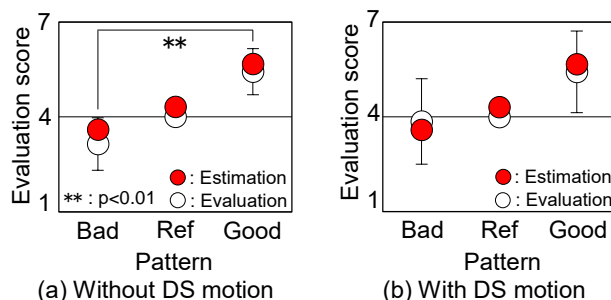 7
4
1
Evaluation score
**
: Estimation
: Evaluation
** : p<0.01
Bad Ref Good
Pattern
(a) Without DS motion
7
4
1
Evaluation score
: Estimation
: Evaluation
Bad Ref Good
Pattern
(b) With DS motion